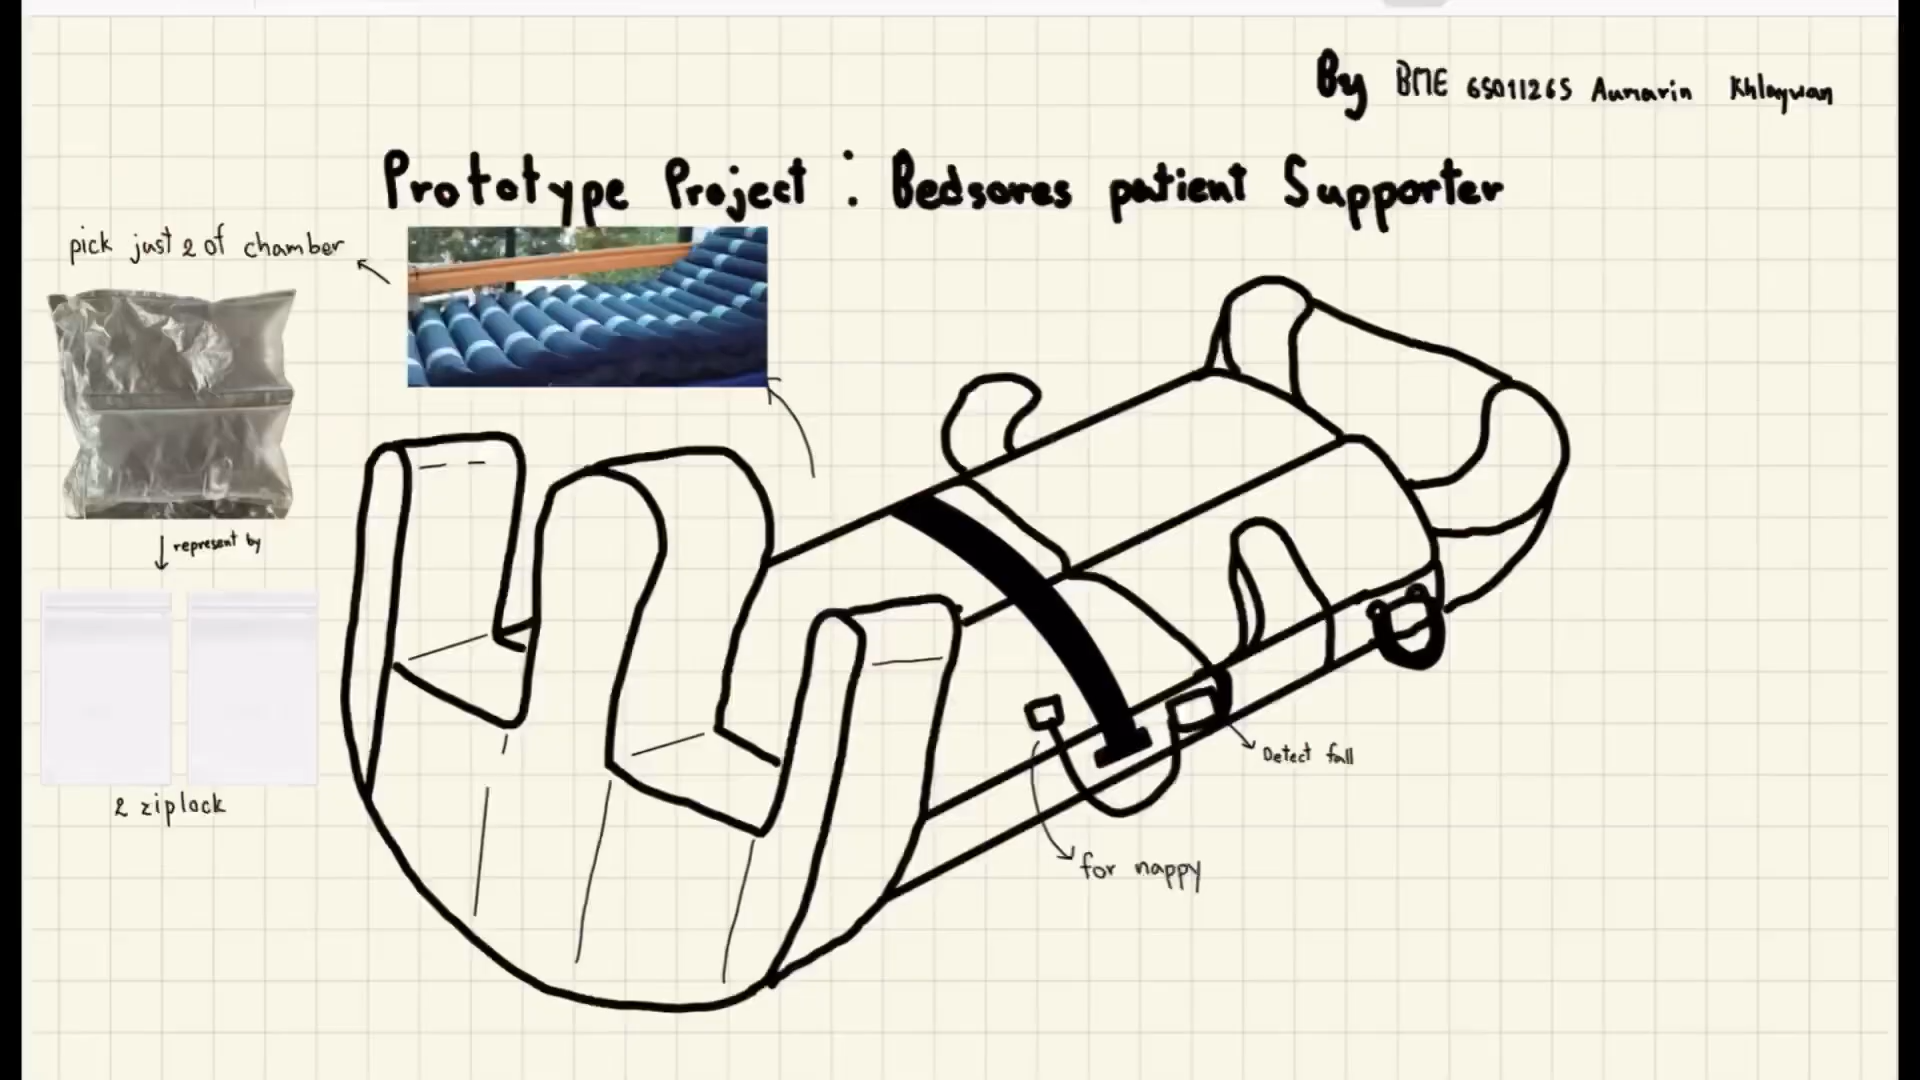 By BME 65011265 Aumarin Khlaywan
Prototype Project : Bedsores patient Supporter
pick just 2 of chamber
represent by
2 ziplock
Detect fall
for nappy